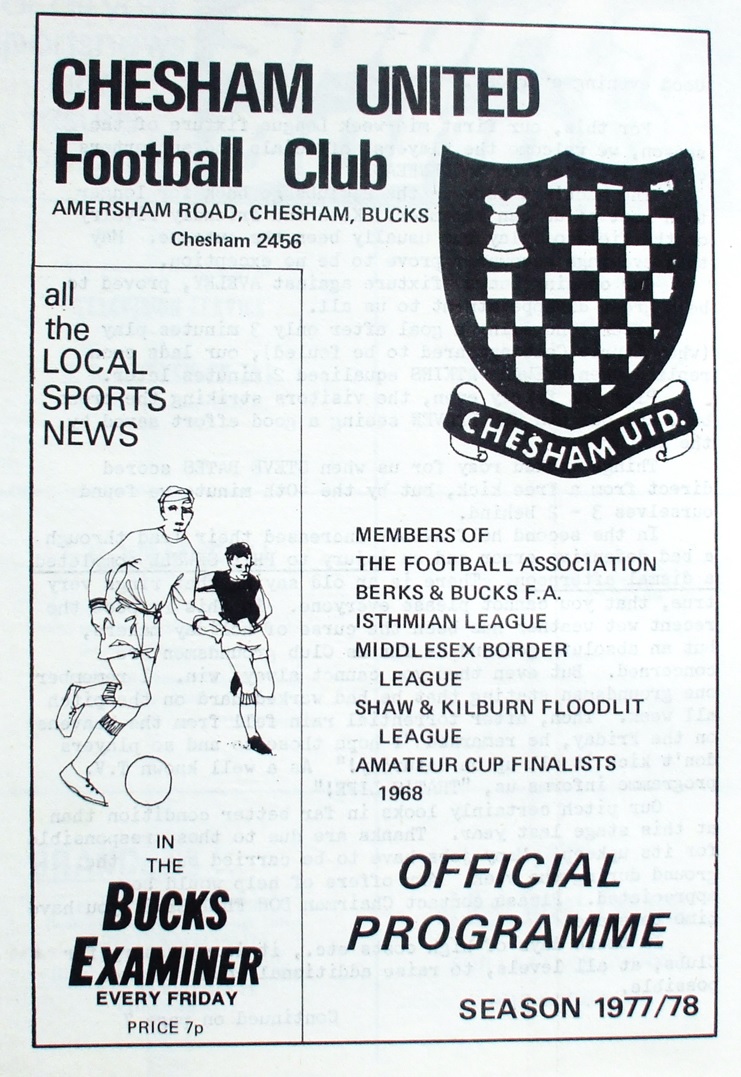 CHESHAM UNITED
Football Club
AMERSHAM ROAD, CHESHAM, BUCKS
Chesham 2456
CHESHAM UTD.
all
the
LOCAL
SPORTS
NEWS
IN
THE
BUCKS
EXAMINER
EVERY FRIDAY
PRICE 7p
MEMBERS OF
THE FOOTBALL ASSOCIATION
BERKS & BUCKS F.A.
ISTHMIAN LEAGUE
MIDDLESEX BORDER
LEAGUE
SHAW & KILBURN FLOODLIT
LEAGUE
AMATEUR CUP FINALISTS
1968
OFFICIAL
PROGRAMME
SEASON 1977/78